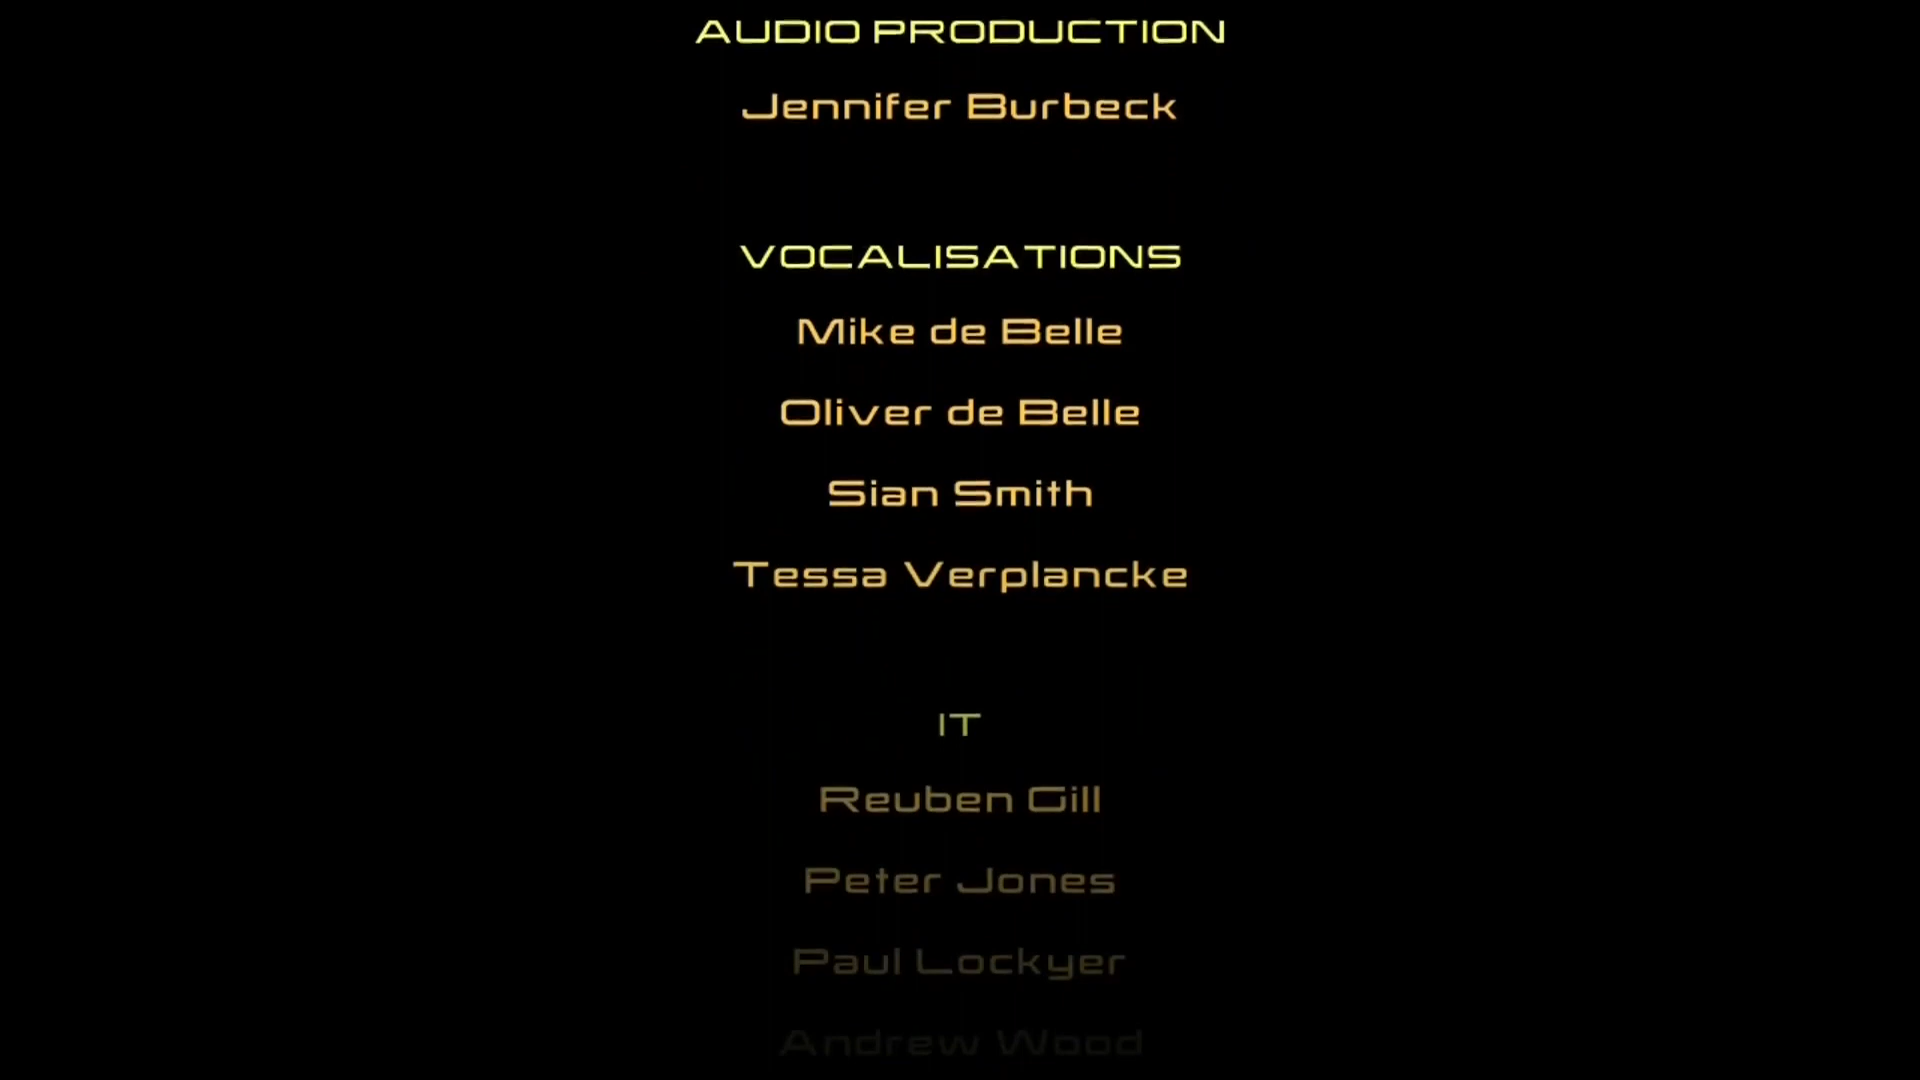 AUDIO PRODUCTION
Jennifer Burbeck
VOCALISATIONS
Mike de Belle
Oliver de Belle
Sian Smith
Tessa Verplancke
IT
Reuben Gill
Peter Jones
Paul Lockyer
Andrew Wood